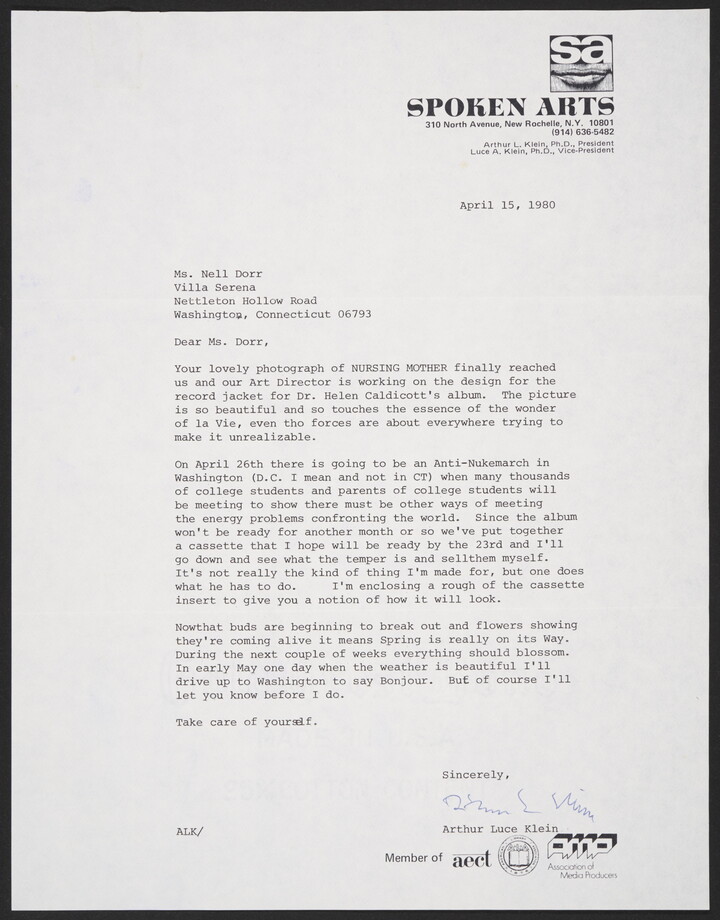 sa
SPOKEN ARTS
310 North Avenue, New Rochelle, N.Y. 10801
(914) 636-5482
Arthur L. Klein, Ph.D., President
Luce A. Klein, Ph.D., Vice-President
April 15, 1980
Ms. Nell Dorr
Villa Serena
Nettleton Hollow Road
Washington, Connecticut 06793
Dear Ms. Dorr,
Your lovely photograph of NURSING MOTHER finally reached
us and our Art Director is working on the design for the
record jacket for Dr. Helen Caldicott's album. The picture
is so beautiful and so touches the essence of the wonder
of la Vie, even tho forces are about everywhere trying to
make it unrealizable.
On April 26th there is going to be an Anti-Nukemarch in
Washington (D.C. I mean and not in CT) when many thousands
of college students and parents of college students will
be meeting to show there must be other ways of meeting
the energy problems confronting the world. Since the album
won't be ready for another month or so we've put together
a cassette that I hope will be ready by the 23rd and I'll
go down and see what the temper is and sellthem myself.
It's not really the kind of thing I'm made for, but one does
what he has to do. I'm enclosing a rough of the cassette
insert to give you a notion of how it will look.
Nowthat buds are beginning to break out and flowers showing
they're coming alive it means Spring is really on its Way.
During the next couple of weeks everything should blossom.
In early May one day when the weather is beautiful I'll
drive up to Washington to say Bonjour. But of course I'll
let you know before I do.
Take care of yourself.
Sincerely,
Arthur Luce Klein
ALK/
Member of aect
amp
Association of
Media Producers